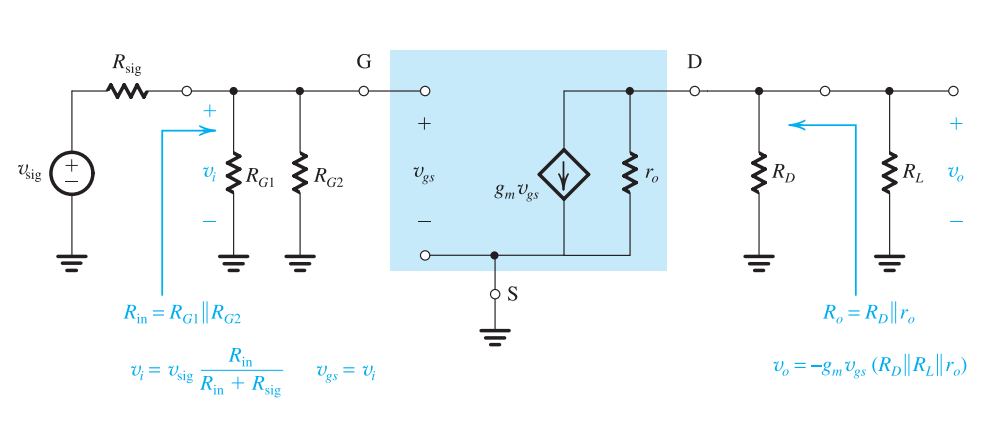 R_sig G D
+ + +
v_sig + − v_i R_G1 R_G2 v_gs g_m v_gs r_o R_D R_L v_o
− − −
S
R_in = R_G1 || R_G2 R_o = R_D || r_o
v_i = v_sig R_in / (R_in + R_sig) v_gs = v_i v_o = −g_m v_gs (R_D || R_L || r_o)